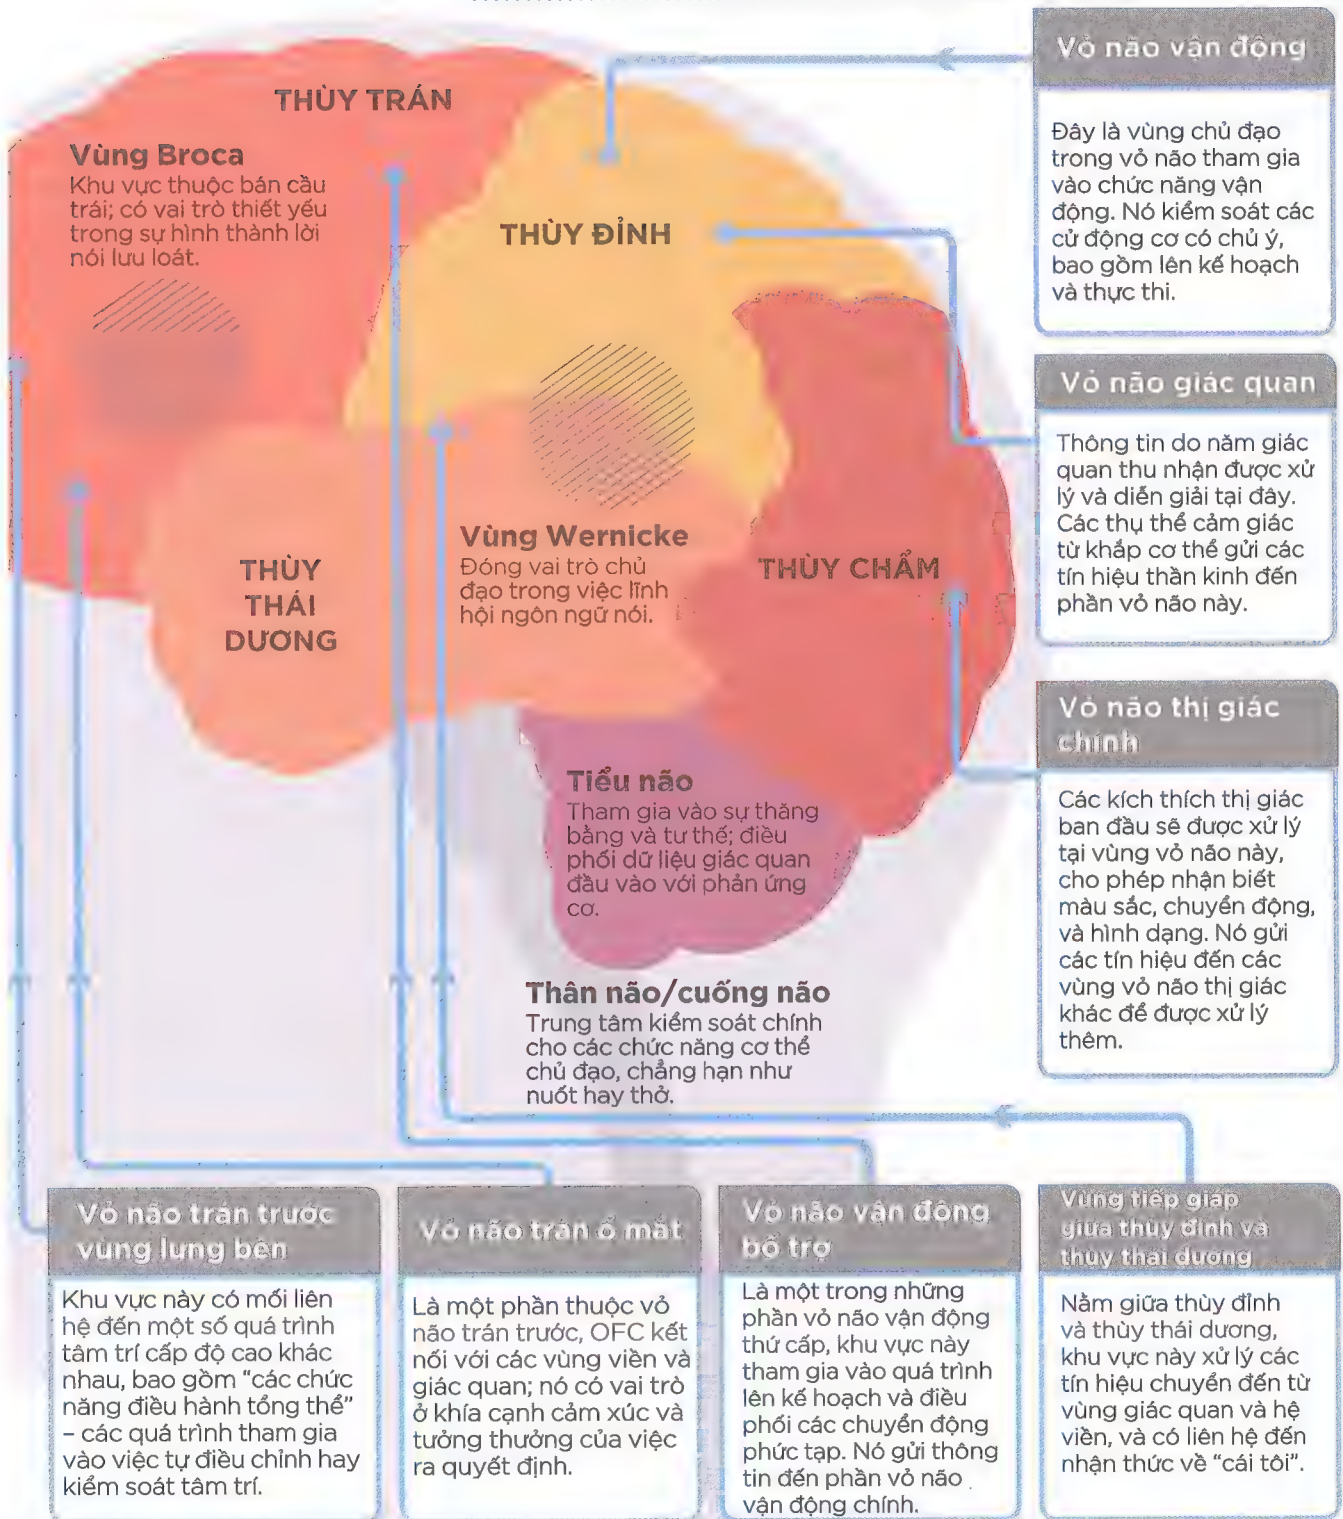 THÙY TRÁN
Vùng Broca
Khu vực thuộc bán cầu
trái; có vai trò thiết yếu
trong sự hình thành lời
nói lưu loát.
THÙY ĐỈNH
Vùng Wernicke
Đóng vai trò chủ
đạo trong việc lĩnh
hội ngôn ngữ nói.
THÙY
THÁI
DƯƠNG
THÙY CHẨM
Tiểu não
Tham gia vào sự thăng
bằng và tư thế; điều
phối dữ liệu giác quan
đầu vào với phản ứng
cơ.
Thân não/cuống não
Trung tâm kiểm soát chính
cho các chức năng cơ thể
chủ đạo, chẳng hạn như
nuốt hay thở.
Vỏ não vận động
Đây là vùng chủ đạo
trong vỏ não tham gia
vào chức năng vận
động. Nó kiểm soát các
cử động cơ có chủ ý,
bao gồm lên kế hoạch
và thực thi.
Vỏ não giác quan
Thông tin do năm giác
quan thu nhận được xử
lý và diễn giải tại đây.
Các thụ thể cảm giác
từ khắp cơ thể gửi các
tín hiệu thần kinh đến
phần vỏ não này.
Vỏ não thị giác
chính
Các kích thích thị giác
ban đầu sẽ được xử lý
tại vùng vỏ não này,
cho phép nhận biết
màu sắc, chuyển động,
và hình dạng. Nó gửi
các tín hiệu đến các
vùng vỏ não thị giác
khác để được xử lý
thêm.
Vỏ não trán trước
vùng lưng bên
Khu vực này có mối liên
hệ đến một số quá trình
tâm trí cấp độ cao khác
nhau, bao gồm “các chức
năng điều hành tổng thể”
– các quá trình tham gia
vào việc tự điều chỉnh hay
kiểm soát tâm trí.
Vỏ não trán ổ mắt
Là một phần thuộc vỏ
não trán trước, OFC kết
nối với các vùng viền và
giác quan; nó có vai trò
ở khía cạnh cảm xúc và
tưởng thưởng của việc
ra quyết định.
Vỏ não vận động
bổ trợ
Là một trong những
phần vỏ não vận động
thứ cấp, khu vực này
tham gia vào quá trình
lên kế hoạch và điều
phối các chuyển động
phức tạp. Nó gửi thông
tin đến phần vỏ não
vận động chính.
Vùng tiếp giáp
giữa thùy đỉnh và
thùy thái dương
Nằm giữa thùy đỉnh
và thùy thái dương,
khu vực này xử lý các
tín hiệu chuyển đến từ
vùng giác quan và hệ
viền, và có liên hệ đến
nhận thức về “cái tôi”.